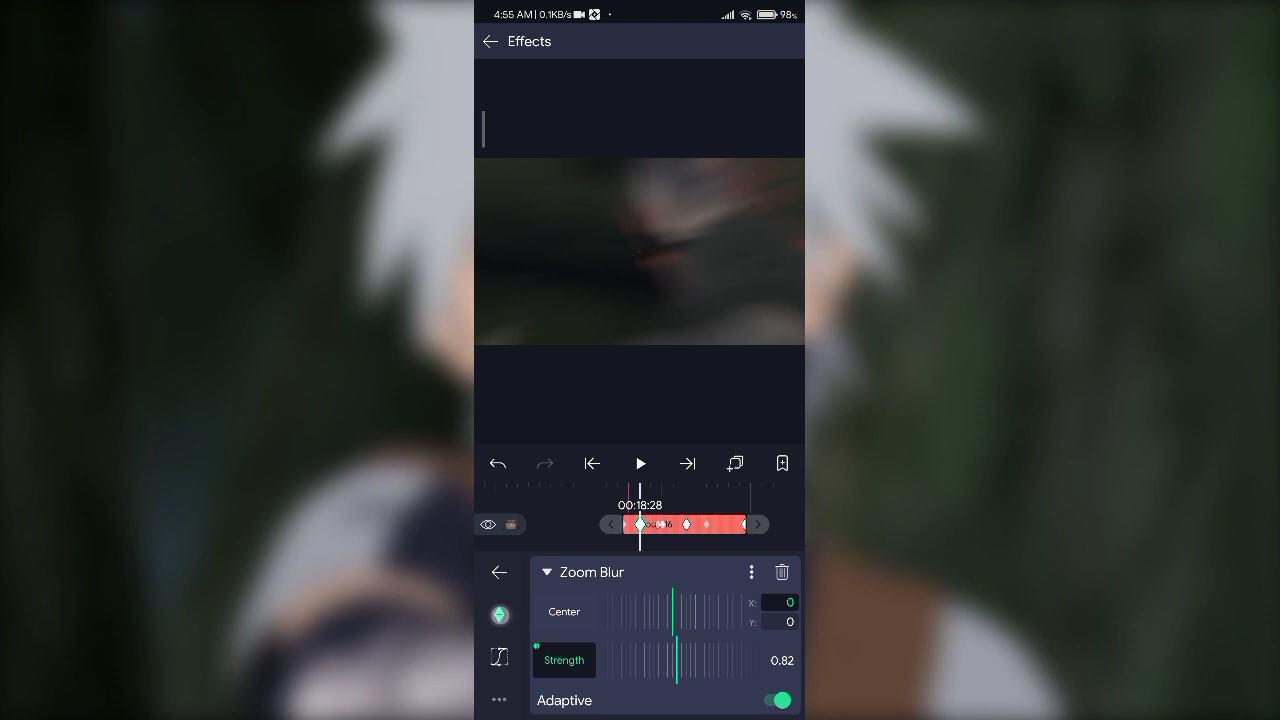 4:55 AM | 0.1KB/s
98%
Effects
00:18:28
Zoom Blur
Center
X: 0
Y: 0
Strength
0.82
Adaptive